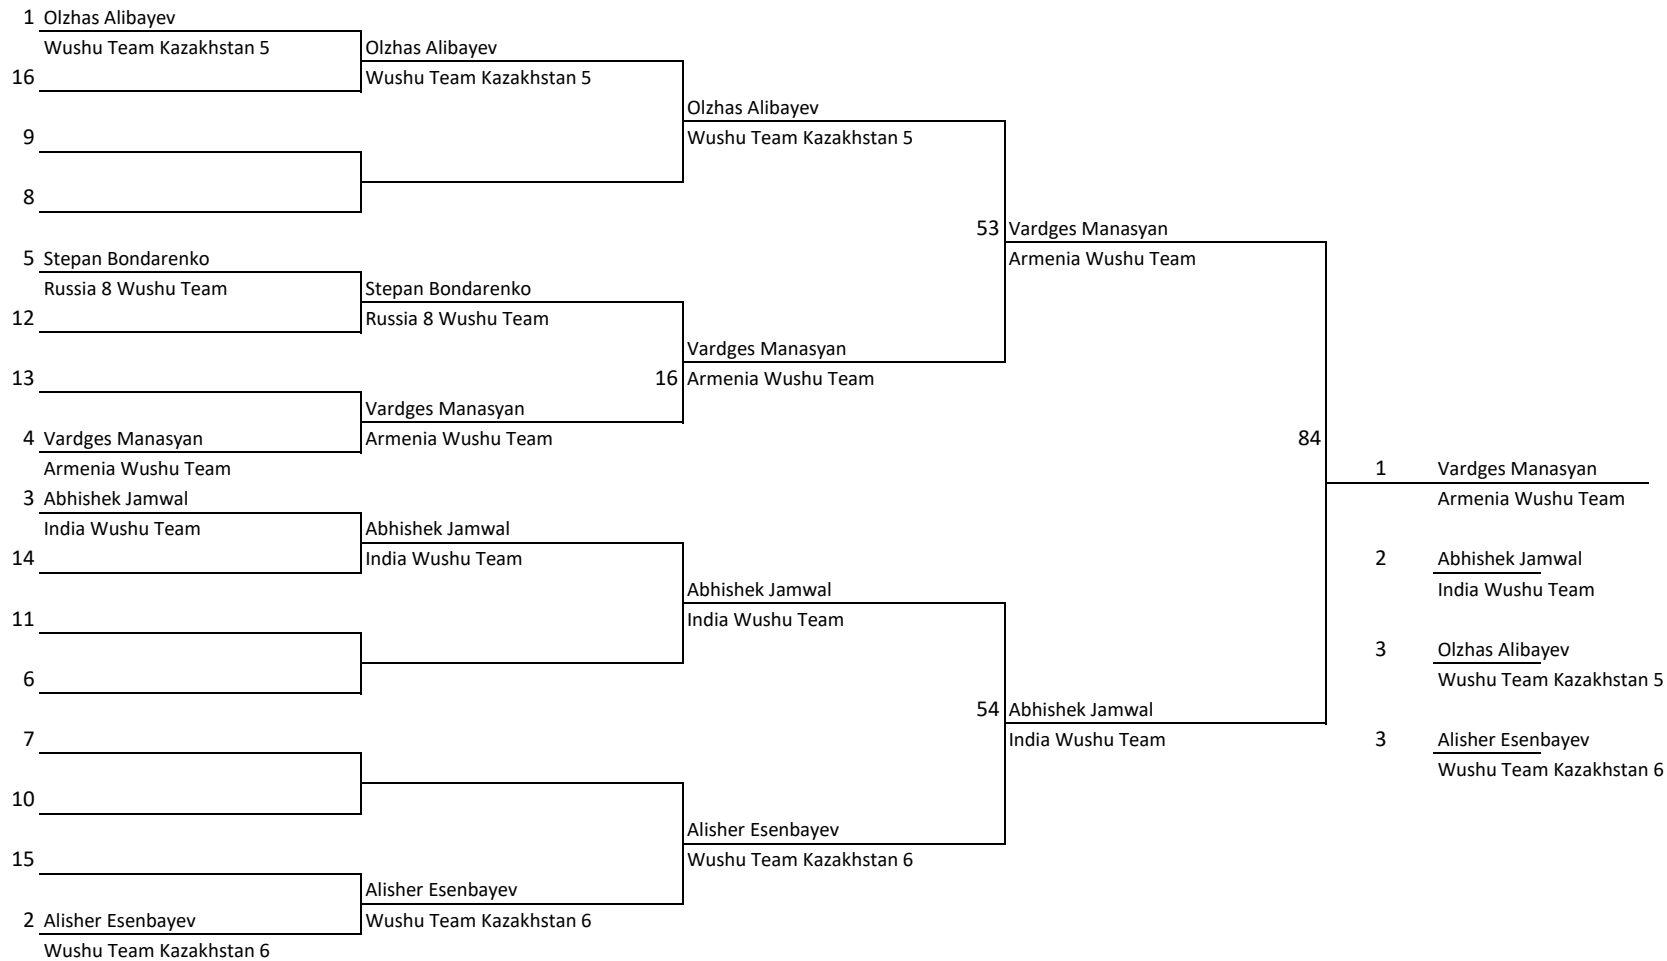 1 Olzhas Alibayev
Wushu Team Kazakhstan 5
Olzhas Alibayev
16
Wushu Team Kazakhstan 5
Olzhas Alibayev
9
Wushu Team Kazakhstan 5
8
53 Vardges Manasyan
5 Stepan Bondarenko
Armenia Wushu Team
Russia 8 Wushu Team
Stepan Bondarenko
12
Russia 8 Wushu Team
Vardges Manasyan
13
16 Armenia Wushu Team
Vardges Manasyan
4 Vardges Manasyan
Armenia Wushu Team
84
Armenia Wushu Team
1 Vardges Manasyan
3 Abhishek Jamwal
Armenia Wushu Team
India Wushu Team
Abhishek Jamwal
14
India Wushu Team
2 Abhishek Jamwal
Abhishek Jamwal
India Wushu Team
11
India Wushu Team
3 Olzhas Alibayev
6
Wushu Team Kazakhstan 5
54 Abhishek Jamwal
7
India Wushu Team
3 Alisher Esenbayev
Wushu Team Kazakhstan 6
10
Alisher Esenbayev
15
Wushu Team Kazakhstan 6
Alisher Esenbayev
2 Alisher Esenbayev
Wushu Team Kazakhstan 6
Wushu Team Kazakhstan 6